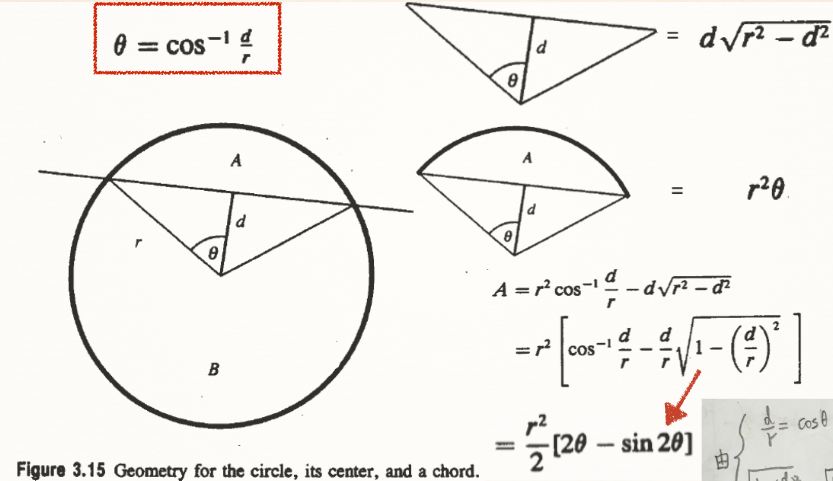 θ = cos⁻¹ d/r
d
θ
= d√(r² − d²)
A
r
d
θ
B
A
d
θ
= r²θ
A = r² cos⁻¹ d/r − d√(r² − d²)
= r² [cos⁻¹ d/r − d/r √(1 − (d/r)²)]
= r²/2 [2θ − sin 2θ]
由 { d/r = cosθ
Figure 3.15 Geometry for the circle, its center, and a chord.